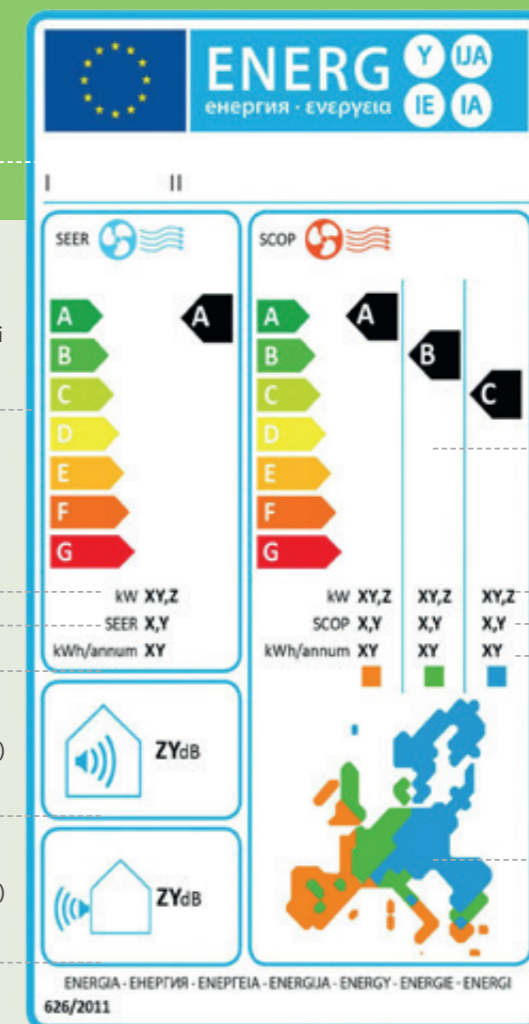 ENERG Y IJA
енергия · ενεργεια IE IA
I II
SEER
A A
B
C
D
E
F
G
kW XY,Z
SEER X,Y
kWh/annum XY
SCOP
A A
B B
C C
D
E
F
G
kW XY,Z XY,Z XY,Z
SCOP X,Y X,Y X,Y
kWh/annum XY XY XY
ZYdB
ZYdB
i
)
)
ENERGIA - ЕНЕРГИЯ - ΕΝΕΡΓΕΙΑ - ENERGIJA - ENERGY - ENERGIE - ENERGI
626/2011